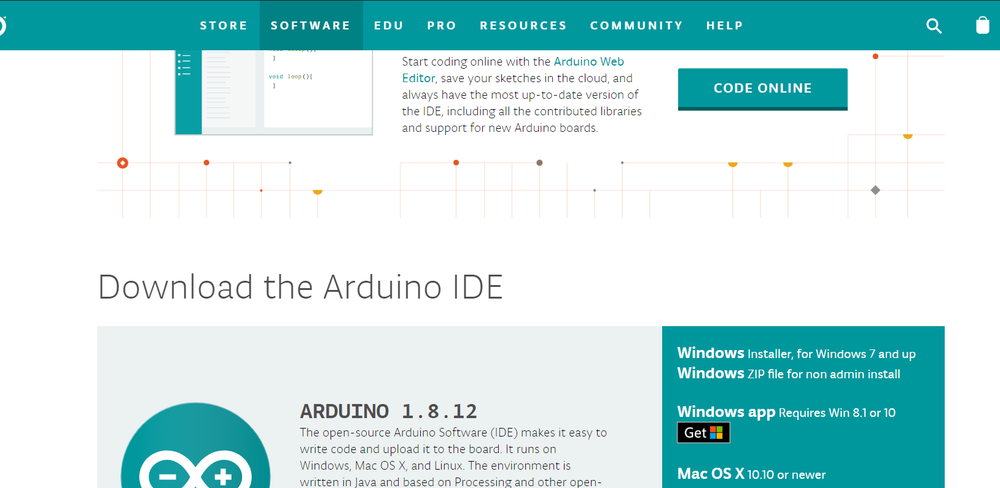 STORE SOFTWARE EDU PRO RESOURCES COMMUNITY HELP
}
void loop(){
}
Start coding online with the Arduino Web
Editor, save your sketches in the cloud, and
always have the most up-to-date version of
the IDE, including all the contributed libraries
and support for new Arduino boards.
CODE ONLINE
Download the Arduino IDE
ARDUINO 1.8.12
The open-source Arduino Software (IDE) makes it easy to
write code and upload it to the board. It runs on
Windows, Mac OS X, and Linux. The environment is
written in Java and based on Processing and other open-
Windows Installer, for Windows 7 and up
Windows ZIP file for non admin install
Windows app Requires Win 8.1 or 10
Get
Mac OS X 10.10 or newer